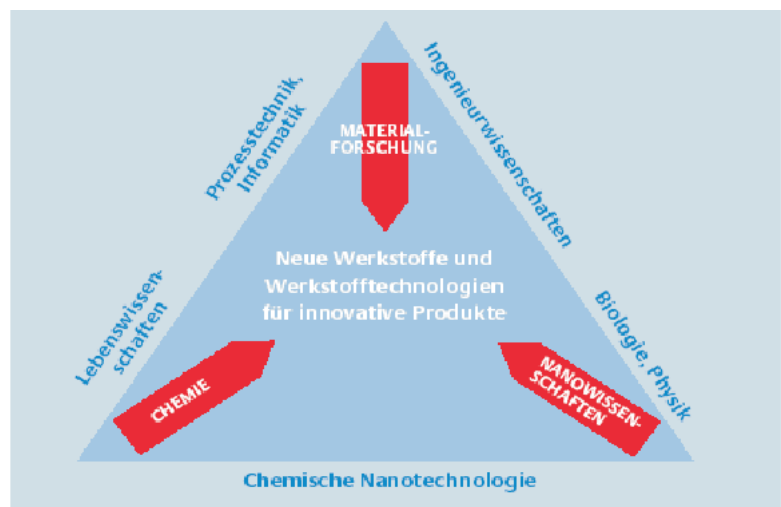 Prozesstechnik,
Informatik
Ingenieurwissenschaften
MATERIAL-
FORSCHUNG
Neue Werkstoffe und
Werkstofftechnologien
für innovative Produkte
Lebenswissen-
schaften
Biologie, Physik
CHEMIE
NANOWISSEN-
SCHAFTEN
Chemische Nanotechnologie